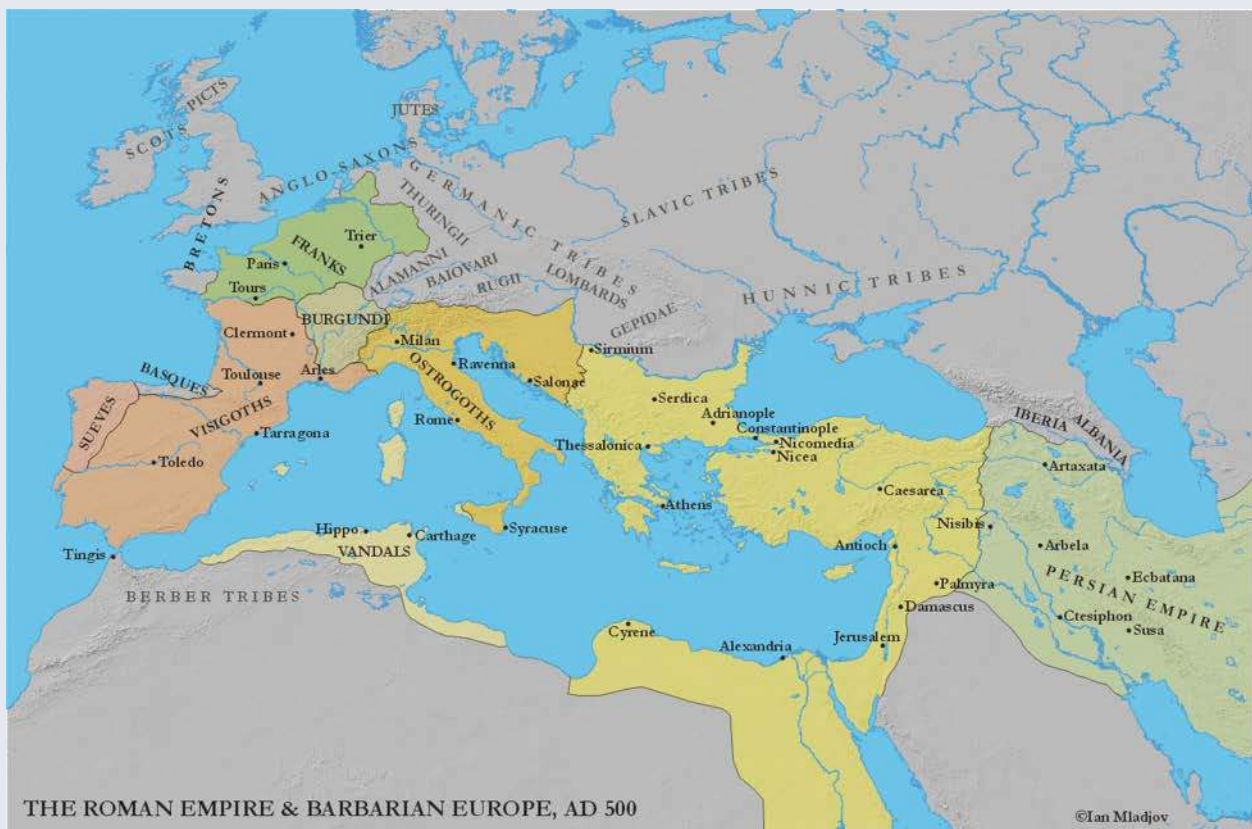 PICTS
SCOTS
JUTES
ANGLO-SAXONS
BRETONS
GERMANIC TRIBES
THURINGII
SLAVIC TRIBES
FRANKS
Trier
Paris
Tours
ALAMANNI
BAIOVARI
RUGII
LOMBARDS
HUNNIC TRIBES
GEPIDAE
BURGUNDI
Clermont
Milan
Sirmium
Ravenna
OSTROGOTHS
Toulouse
Arles
Salonae
BASQUES
SUEVES
VISIGOTHS
Serdica
Adrianople
Constantinople
Nicomedia
Nicea
Rome
Thessalonica
IBERIA
ALBANIA
Tarragona
Toledo
Artaxata
Caesarea
Athens
Hippo
Carthage
Syracuse
Nisibis
VANDALS
Tingis
Antioch
Arbela
Ecbatana
PERSIAN EMPIRE
BERBER TRIBES
Palmyra
Damascus
Ctesiphon
Susa
Cyrene
Alexandria
Jerusalem
THE ROMAN EMPIRE & BARBARIAN EUROPE, AD 500
©Ian Mladjov